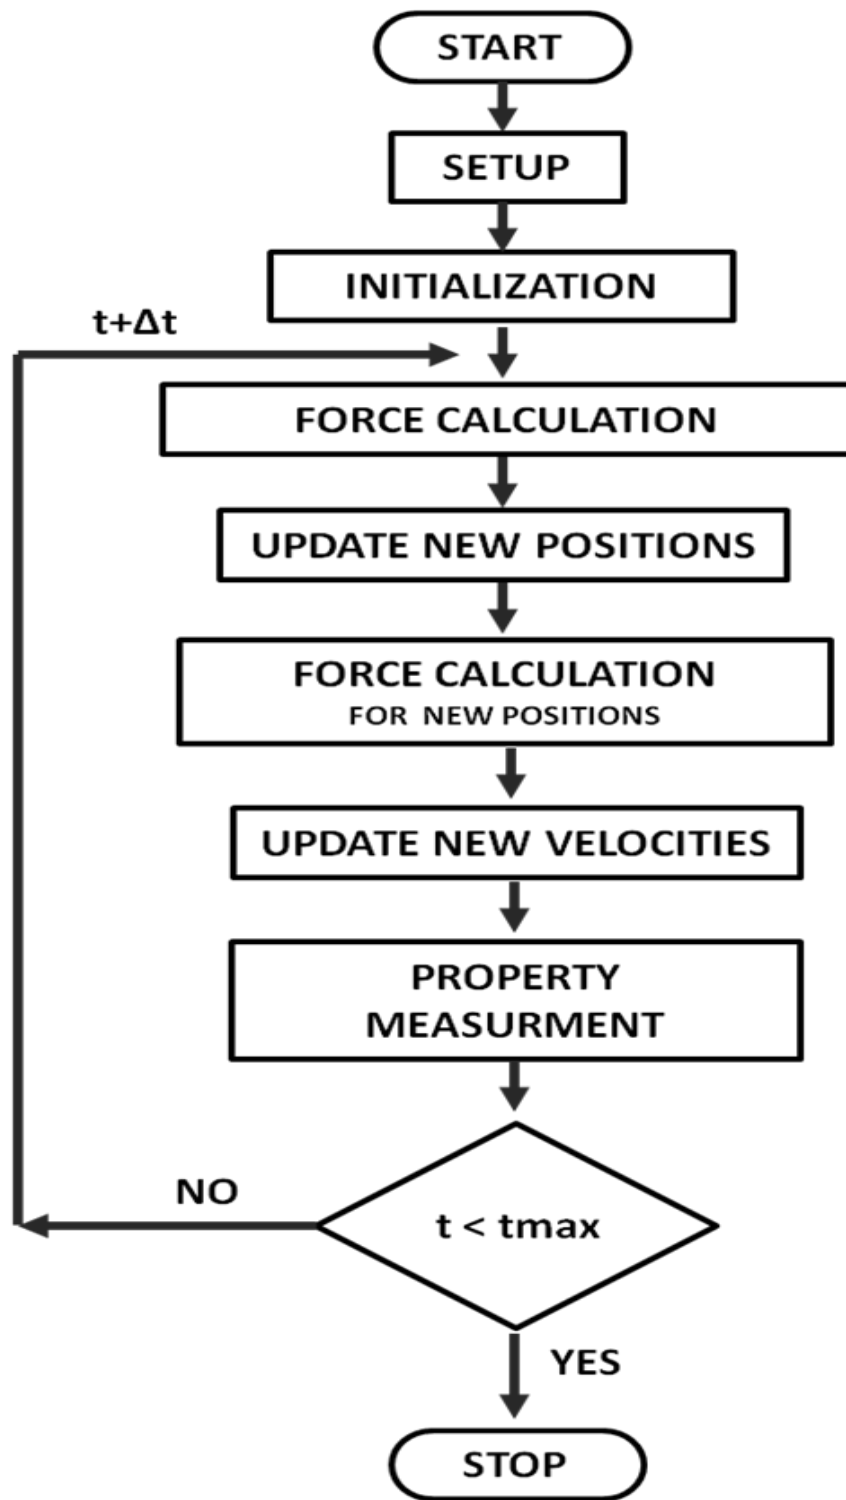 START
SETUP
INITIALIZATION
t+Δt
FORCE CALCULATION
UPDATE NEW POSITIONS
FORCE CALCULATION
FOR NEW POSITIONS
UPDATE NEW VELOCITIES
PROPERTY
MEASURMENT
NO
t < tmax
YES
STOP